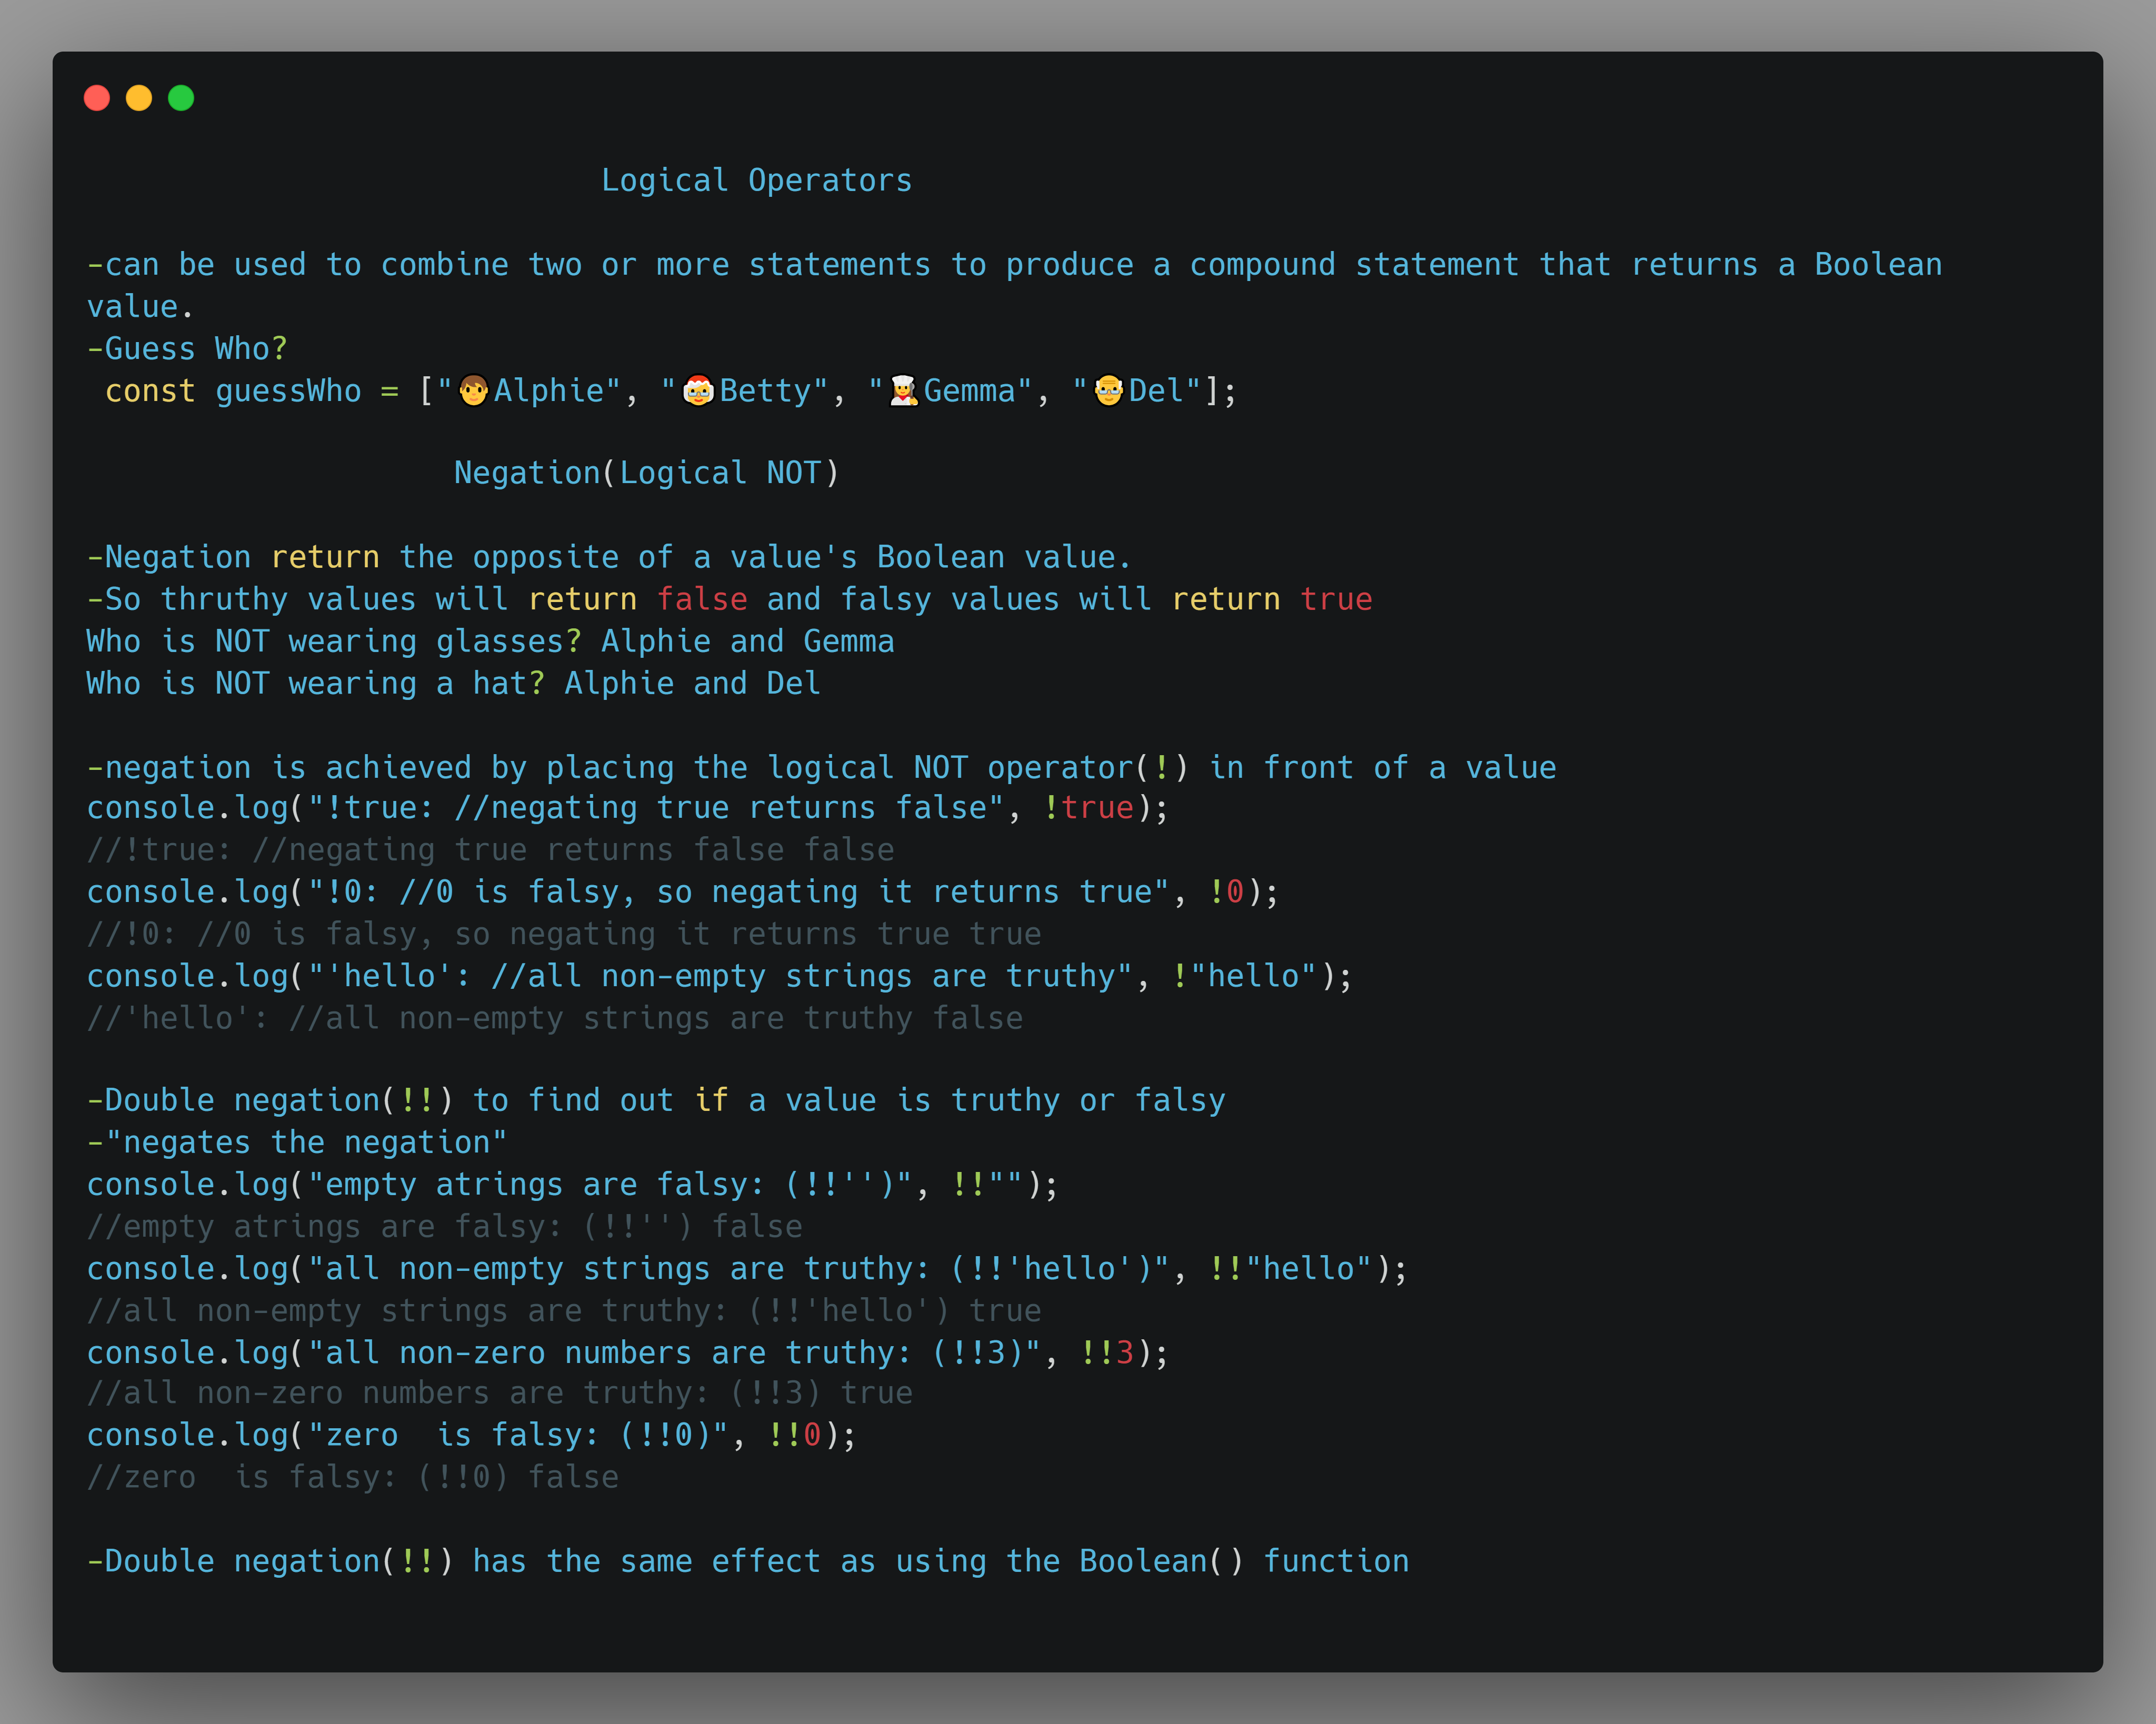 Logical Operators
-can be used to combine two or more statements to produce a compound statement that returns a Boolean
value.
-Guess Who?
const guessWho = ["👦Alphie", "🤶Betty", "👩‍🍳Gemma", "👴Del"];
Negation(Logical NOT)
-Negation return the opposite of a value's Boolean value.
-So thruthy values will return false and falsy values will return true
Who is NOT wearing glasses? Alphie and Gemma
Who is NOT wearing a hat? Alphie and Del
-negation is achieved by placing the logical NOT operator(!) in front of a value
console.log("!true: //negating true returns false", !true);
//!true: //negating true returns false false
console.log("!0: //0 is falsy, so negating it returns true", !0);
//!0: //0 is falsy, so negating it returns true true
console.log("'hello': //all non-empty strings are truthy", !"hello");
//'hello': //all non-empty strings are truthy false
-Double negation(!!) to find out if a value is truthy or falsy
-"negates the negation"
console.log("empty atrings are falsy: (!!'')", !!"");
//empty atrings are falsy: (!!'') false
console.log("all non-empty strings are truthy: (!!'hello')", !!"hello");
//all non-empty strings are truthy: (!!'hello') true
console.log("all non-zero numbers are truthy: (!!3)", !!3);
//all non-zero numbers are truthy: (!!3) true
console.log("zero  is falsy: (!!0)", !!0);
//zero  is falsy: (!!0) false
-Double negation(!!) has the same effect as using the Boolean() function